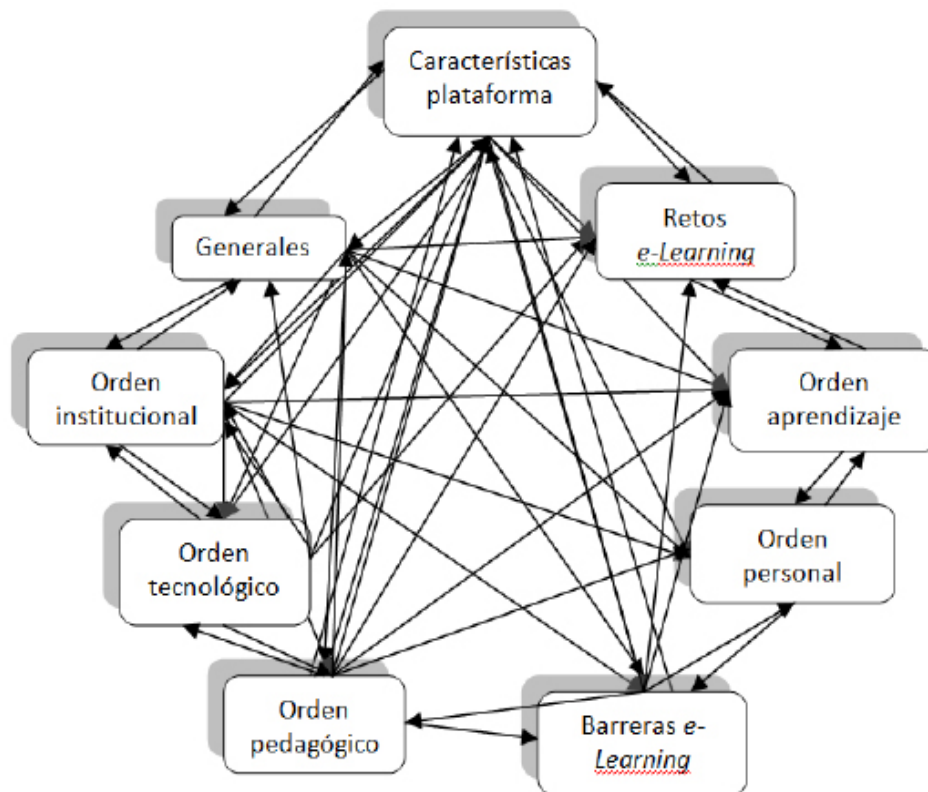 Características
plataforma
Generales
Retos
e-Learning
Orden
institucional
Orden
aprendizaje
Orden
tecnológico
Orden
personal
Orden
pedagógico
Barreras e-
Learning